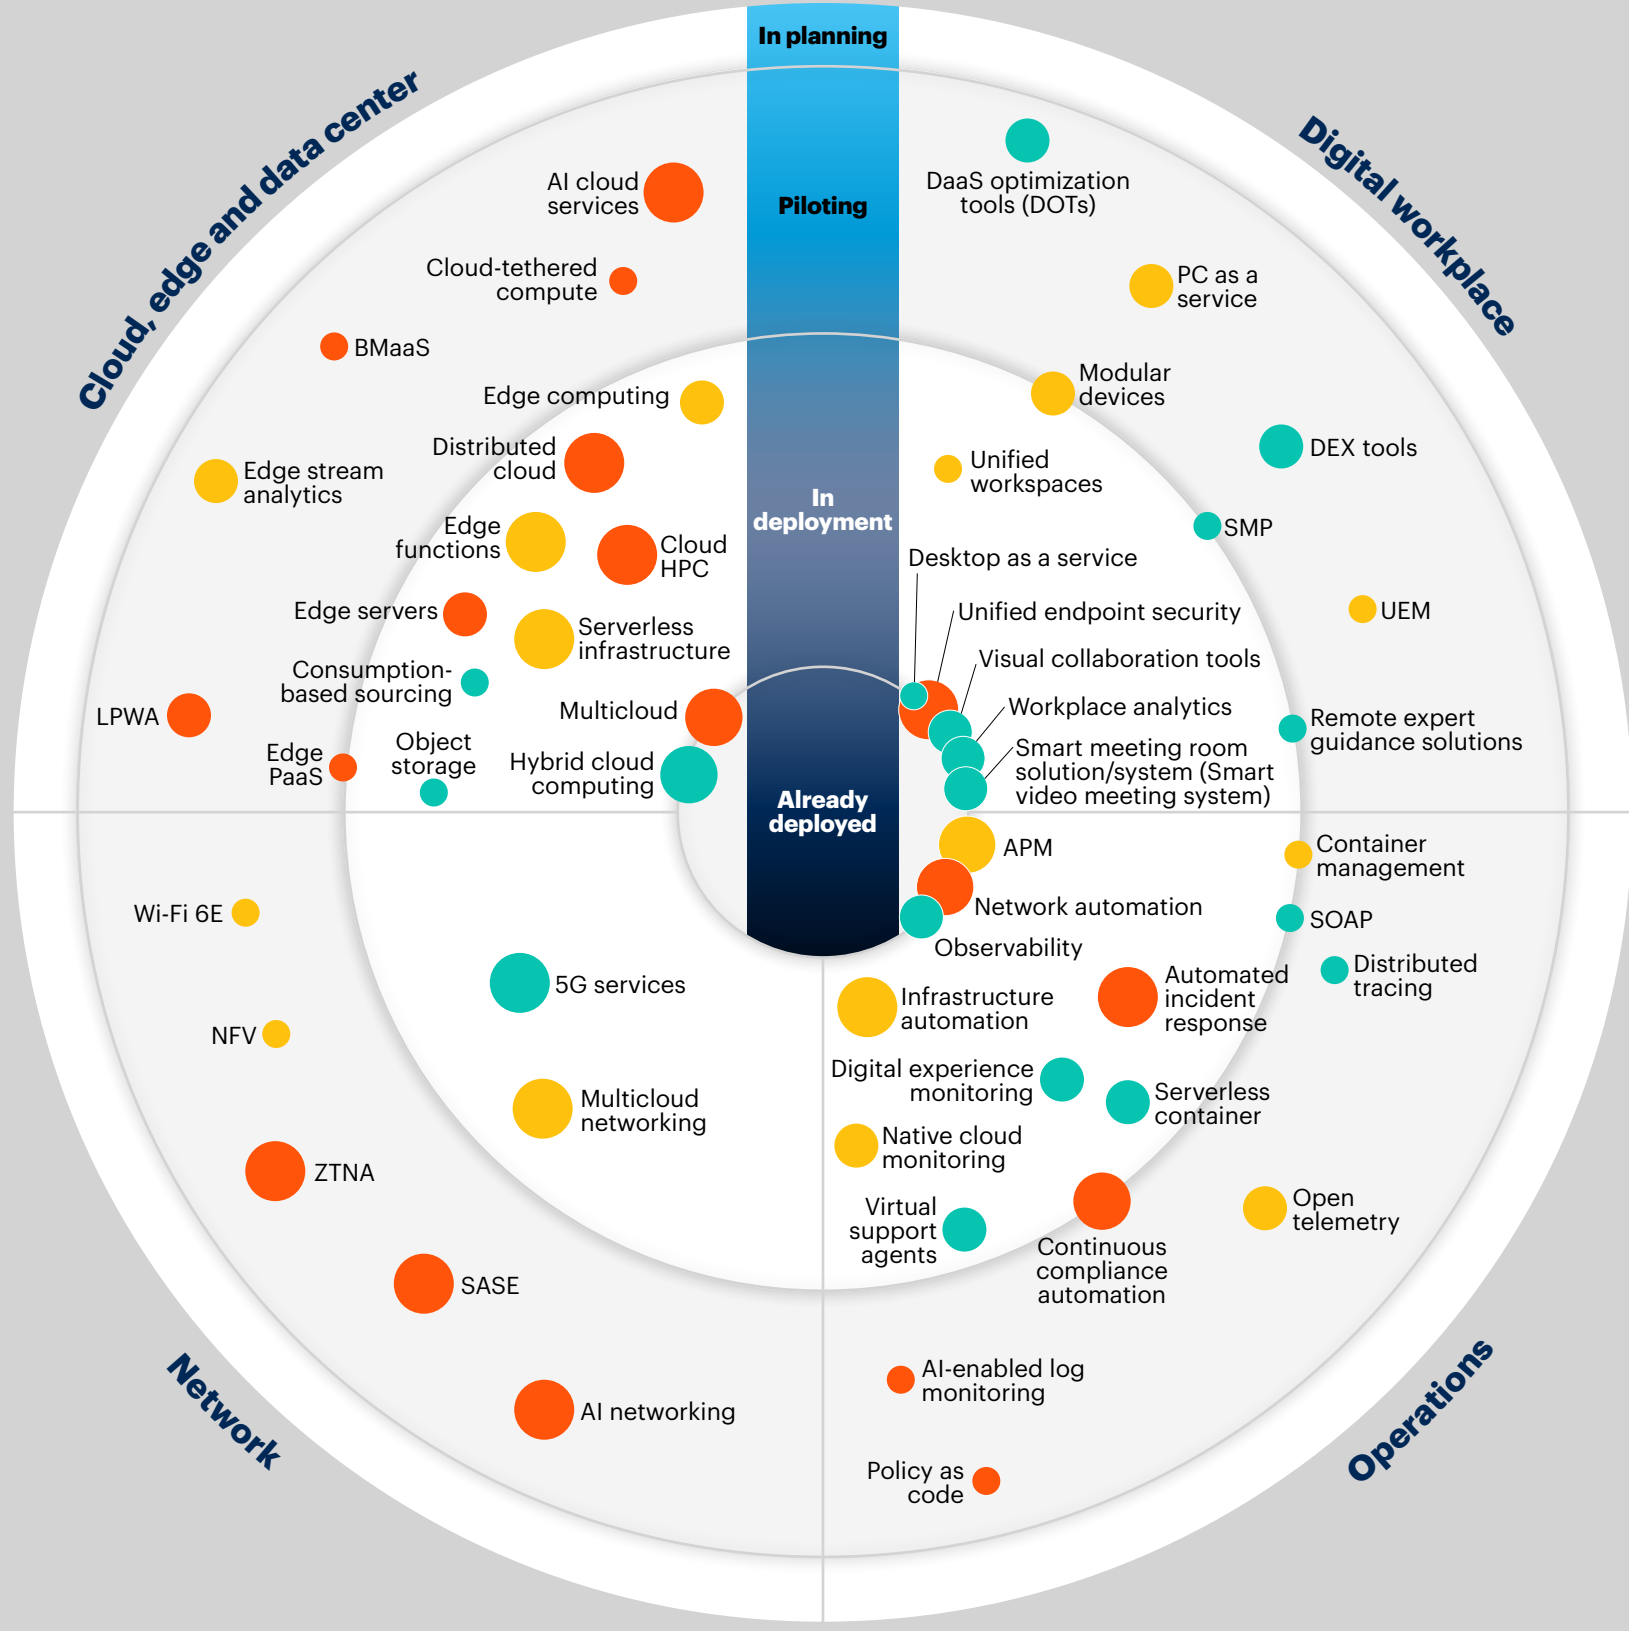 In planning
Piloting
In
deployment
Already
deployed
Cloud, edge and data center
AI cloud
services
Cloud-tethered
compute
BMaaS
Edge computing
Distributed
cloud
Edge stream
analytics
Edge
functions
Cloud
HPC
Edge servers
Serverless
infrastructure
Consumption-
based sourcing
LPWA
Multicloud
Edge
PaaS
Object
storage
Hybrid cloud
computing
Digital workplace
DaaS optimization
tools (DOTs)
PC as a
service
Modular
devices
DEX tools
Unified
workspaces
SMP
Desktop as a service
Unified endpoint security
UEM
Visual collaboration tools
Workplace analytics
Remote expert
guidance solutions
Smart meeting room
solution/system (Smart
video meeting system)
Network
Wi-Fi 6E
5G services
NFV
Multicloud
networking
ZTNA
SASE
AI networking
Operations
APM
Container
management
Network automation
SOAP
Observability
Distributed
tracing
Infrastructure
automation
Automated
incident
response
Digital experience
monitoring
Serverless
container
Native cloud
monitoring
Virtual
support
agents
Open
telemetry
Continuous
compliance
automation
AI-enabled log
monitoring
Policy as
code